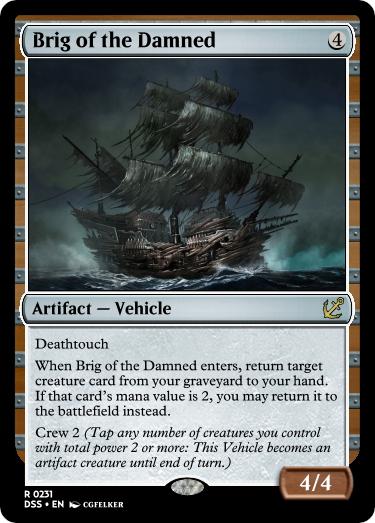 Brig of the Damned 4
Artifact — Vehicle
Deathtouch
When Brig of the Damned enters, return target
creature card from your graveyard to your hand.
If that card's mana value is 2, you may return it to
the battlefield instead.
Crew 2 (Tap any number of creatures you control
with total power 2 or more: This Vehicle becomes an
artifact creature until end of turn.)
4/4
R 0231
DSS • EN CGFELKER